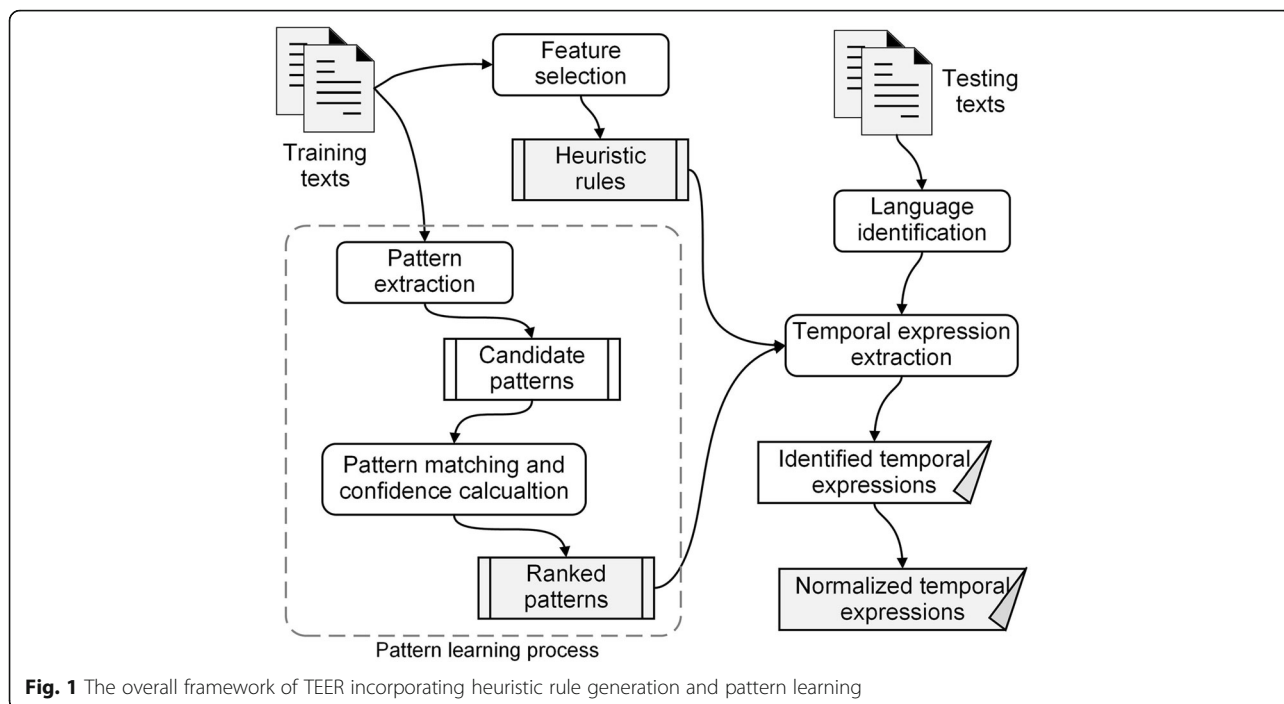 Training
texts
Feature
selection
Heuristic
rules
Pattern
extraction
Candidate
patterns
Pattern matching and
confidence calcualtion
Ranked
patterns
Pattern learning process
Testing
texts
Language
identification
Temporal expression
extraction
Identified temporal
expressions
Normalized temporal
expressions
Fig. 1 The overall framework of TEER incorporating heuristic rule generation and pattern learning